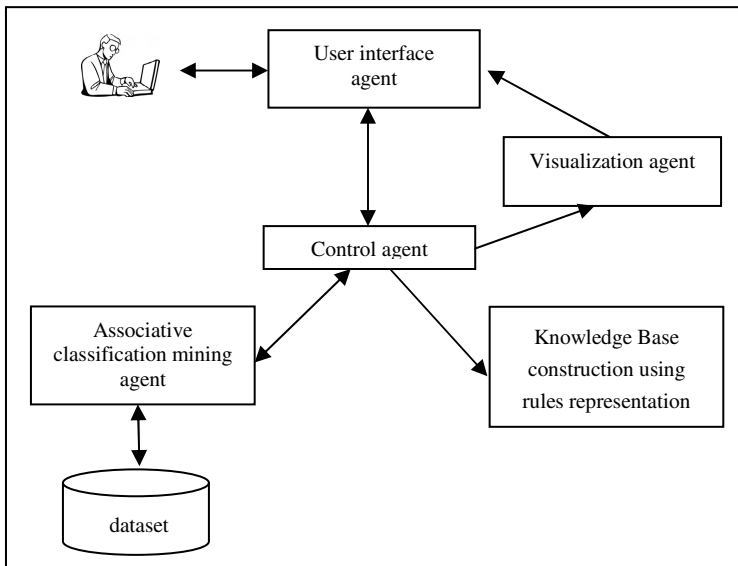 User interface
agent
Visualization agent
Control agent
Associative
classification mining
agent
Knowledge Base
construction using
rules representation
dataset